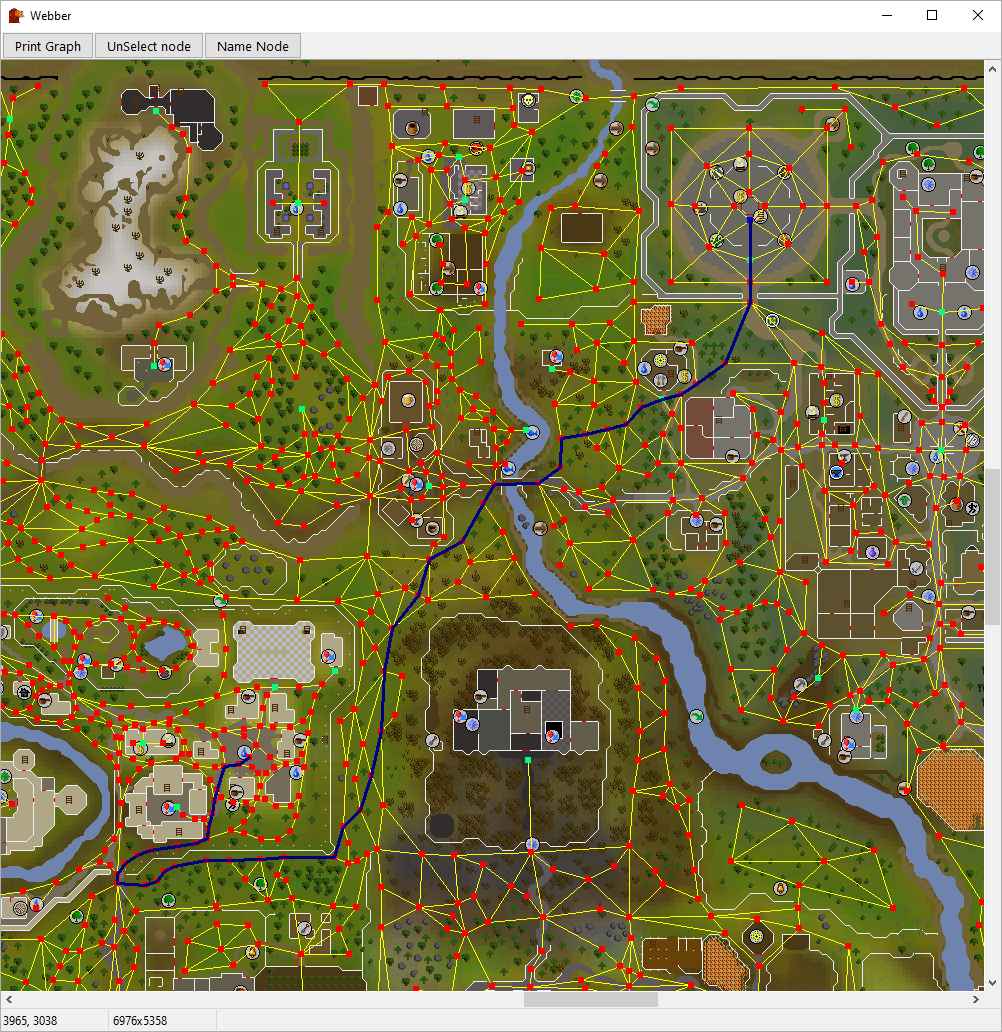 Webber
Print Graph
UnSelect node
Name Node
3965, 3038
6976x5358